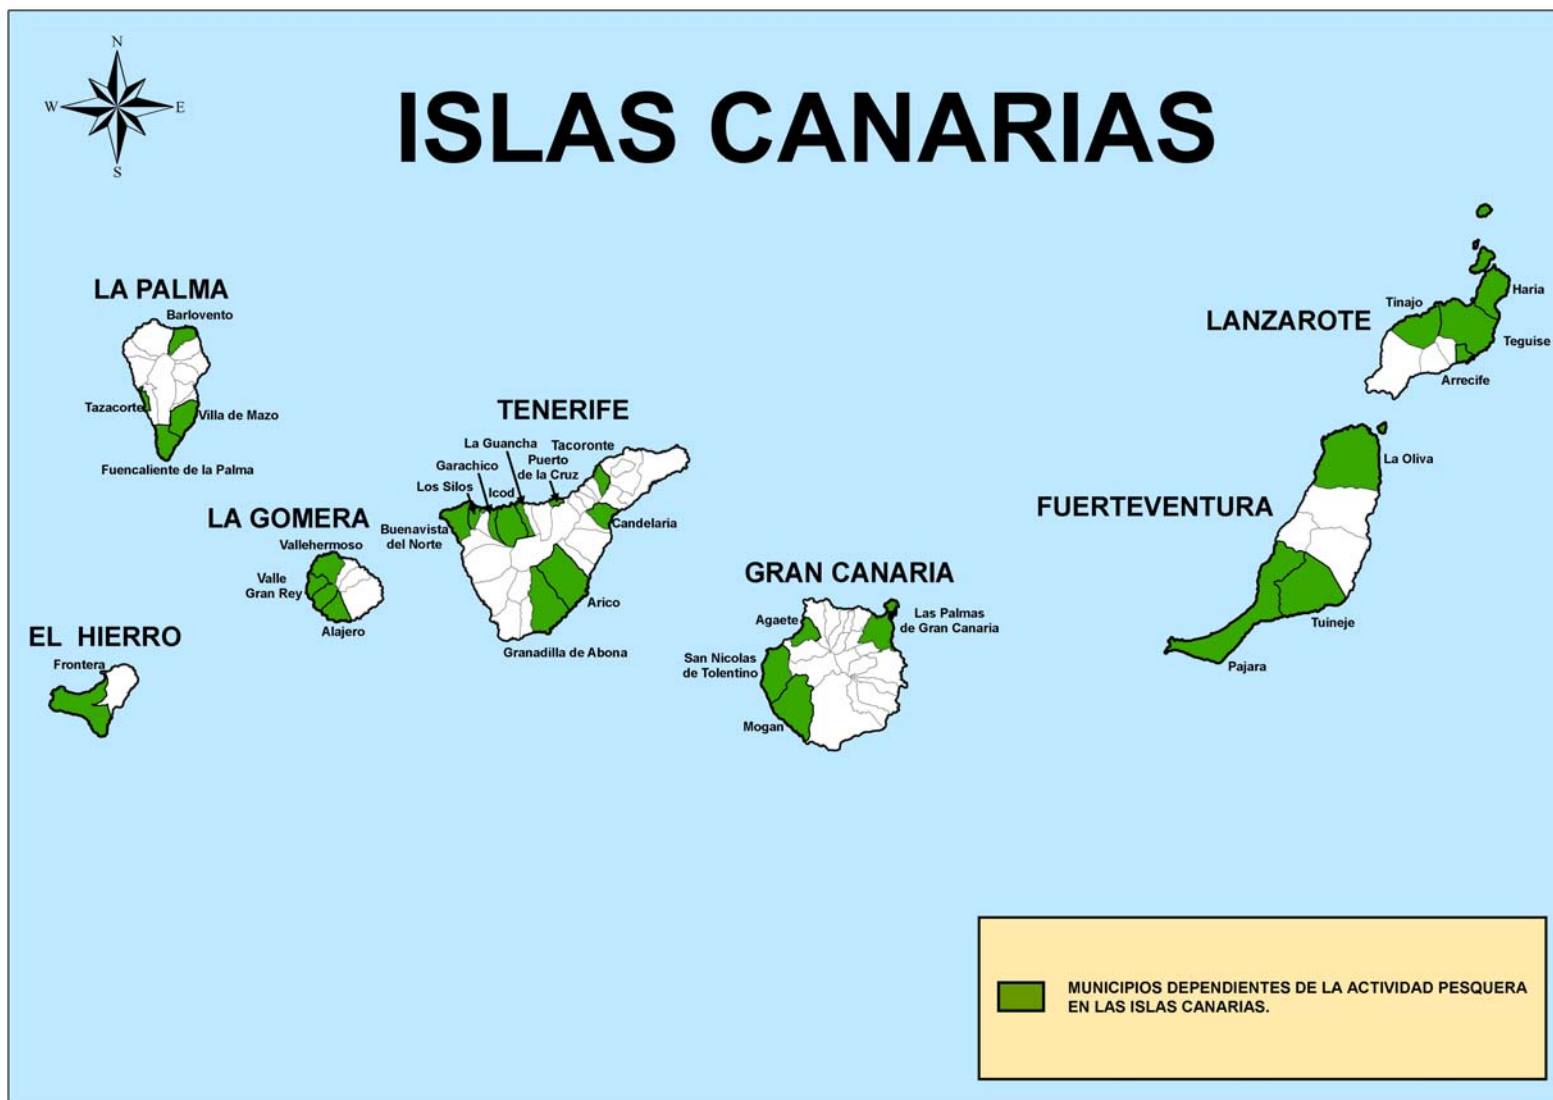 N
W
E
S
ISLAS CANARIAS
LA PALMA
Barlovento
Tazacorte
Villa de Mazo
Fuencaliente de la Palma
LA GOMERA
Vallehermoso
Valle
Gran Rey
Alajero
EL HIERRO
Frontera
TENERIFE
La Guancha
Tacoronte
Garachico
Puerto
de la Cruz
Los Silos
Icod
Buenavista
del Norte
Candelaria
Arico
Granadilla de Abona
GRAN CANARIA
Agaete
Las Palmas
de Gran Canaria
San Nicolas
de Tolentino
Mogan
LANZAROTE
Tinajo
Haria
Teguise
Arrecife
FUERTEVENTURA
La Oliva
Tuineje
Pajara
MUNICIPIOS DEPENDIENTES DE LA ACTIVIDAD PESQUERA
EN LAS ISLAS CANARIAS.